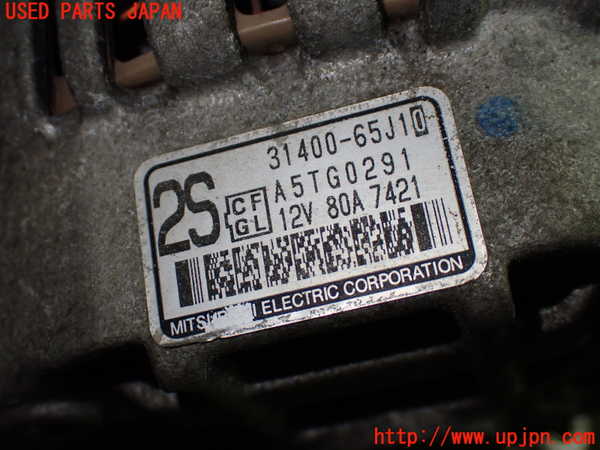 USED PARTS JAPAN
31400-65J10
2S
CF
GL
A5TG0291
12V 80A 7421
ELECTRIC CORPORATION
http://www.upjpn.com/